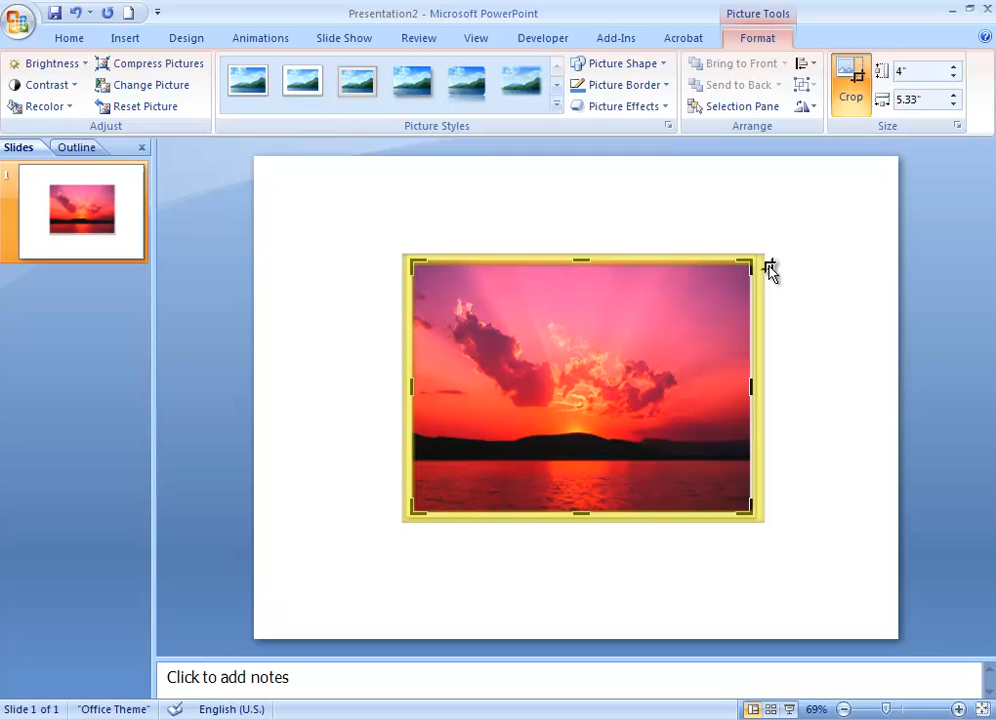 Presentation2 - Microsoft PowerPoint
Picture Tools
Home Insert Design Animations Slide Show Review View Developer Add-Ins Acrobat Format
Brightness Compress Pictures Picture Shape Bring to Front 4"
Contrast Change Picture Picture Border Send to Back Crop 5.33"
Recolor Reset Picture Picture Effects Selection Pane
Adjust Picture Styles Arrange Size
Slides Outline
1
Click to add notes
Slide 1 of 1 "Office Theme" English (U.S.) 69%